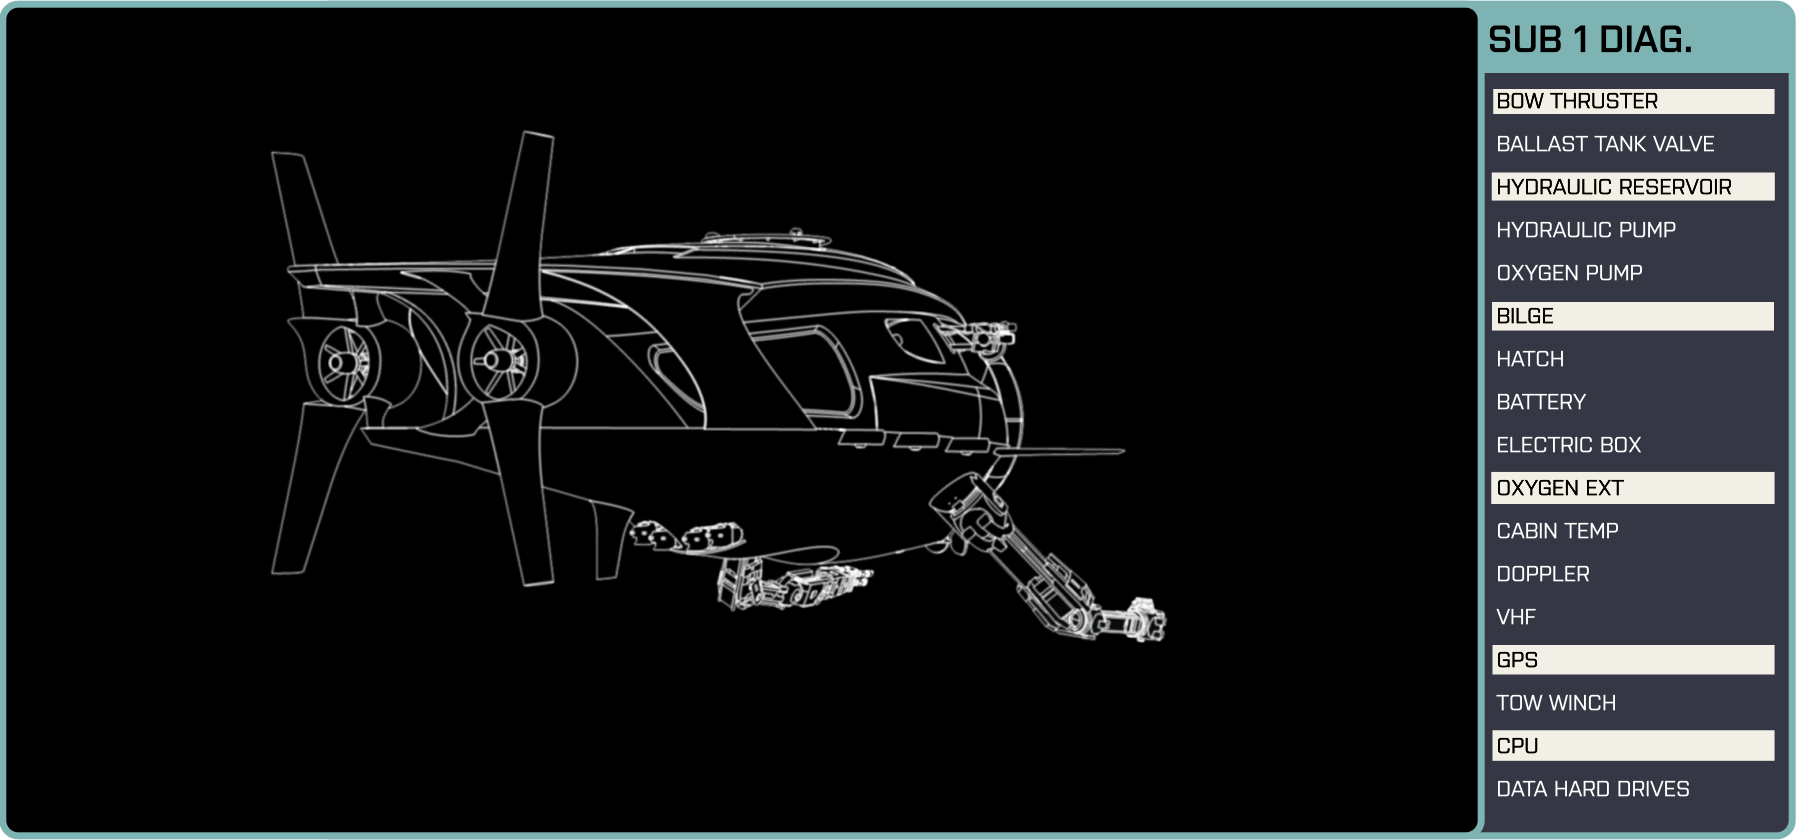 SUB 1 DIAG.
BOW THRUSTER
BALLAST TANK VALVE
HYDRAULIC RESERVOIR
HYDRAULIC PUMP
OXYGEN PUMP
BILGE
HATCH
BATTERY
ELECTRIC BOX
OXYGEN EXT
CABIN TEMP
DOPPLER
VHF
GPS
TOW WINCH
CPU
DATA HARD DRIVES